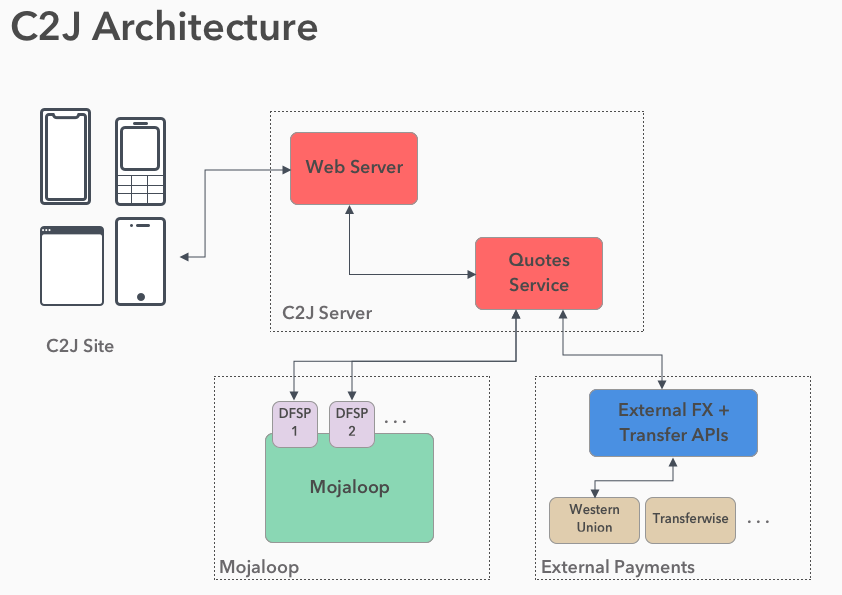 C2J Architecture
Web Server
Quotes
Service
C2J Server
C2J Site
DFSP
1
DFSP
2
...
Mojaloop
Mojaloop
External FX +
Transfer APIs
Western
Union
Transferwise
...
External Payments